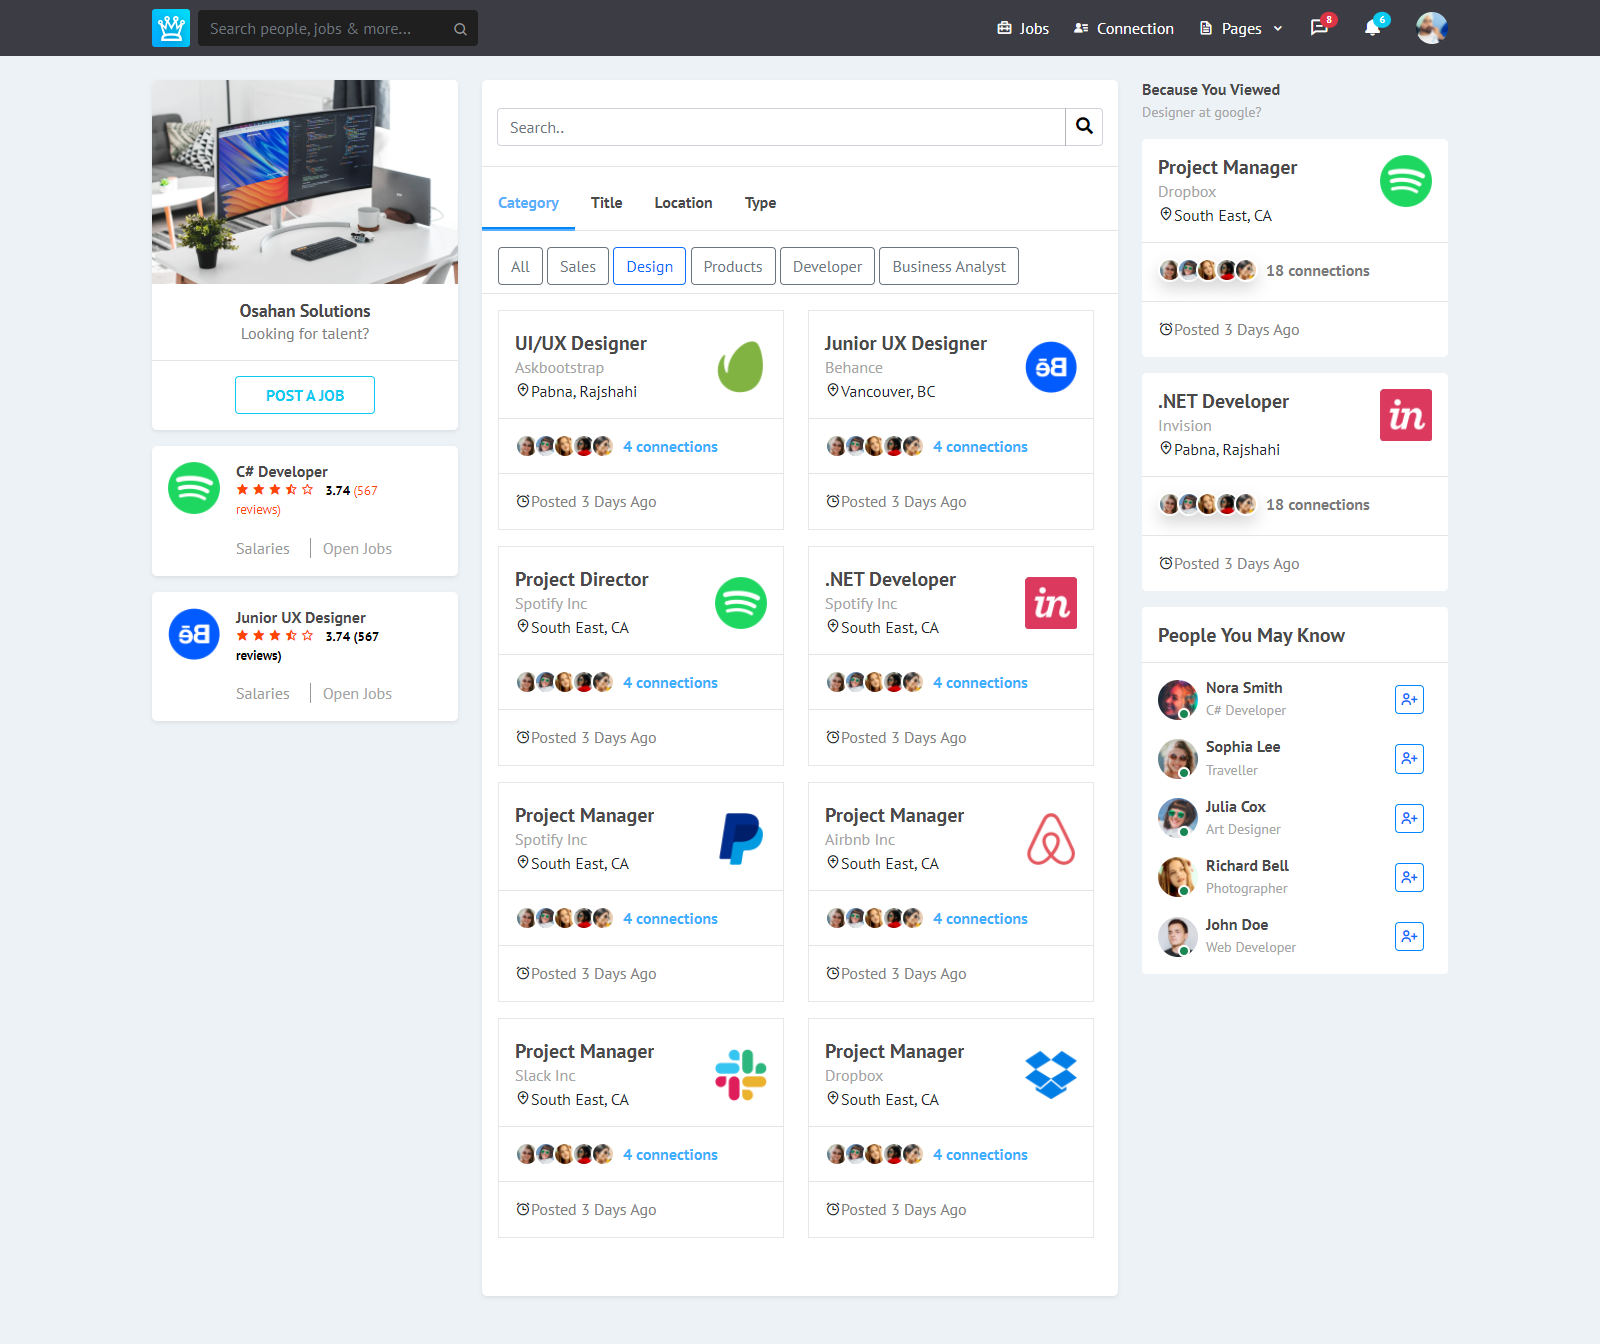 Search people, jobs & more...
Jobs
Connection
Pages
8
6
Osahan Solutions
Looking for talent?
POST A JOB
C# Developer
3.74 (567
reviews)
Salaries
Open Jobs
Junior UX Designer
3.74 (567
reviews)
Salaries
Open Jobs
Search..
Category
Title
Location
Type
All
Sales
Design
Products
Developer
Business Analyst
UI/UX Designer
Askbootstrap
Pabna, Rajshahi
4 connections
Posted 3 Days Ago
Junior UX Designer
Behance
Vancouver, BC
4 connections
Posted 3 Days Ago
Project Director
Spotify Inc
South East, CA
4 connections
Posted 3 Days Ago
.NET Developer
Spotify Inc
South East, CA
in
4 connections
Posted 3 Days Ago
Project Manager
Spotify Inc
South East, CA
4 connections
Posted 3 Days Ago
Project Manager
Airbnb Inc
South East, CA
4 connections
Posted 3 Days Ago
Project Manager
Slack Inc
South East, CA
4 connections
Posted 3 Days Ago
Project Manager
Dropbox
South East, CA
4 connections
Posted 3 Days Ago
Because You Viewed
Designer at google?
Project Manager
Dropbox
South East, CA
18 connections
Posted 3 Days Ago
.NET Developer
Invision
Pabna, Rajshahi
in
18 connections
Posted 3 Days Ago
People You May Know
Nora Smith
C# Developer
Sophia Lee
Traveller
Julia Cox
Art Designer
Richard Bell
Photographer
John Doe
Web Developer